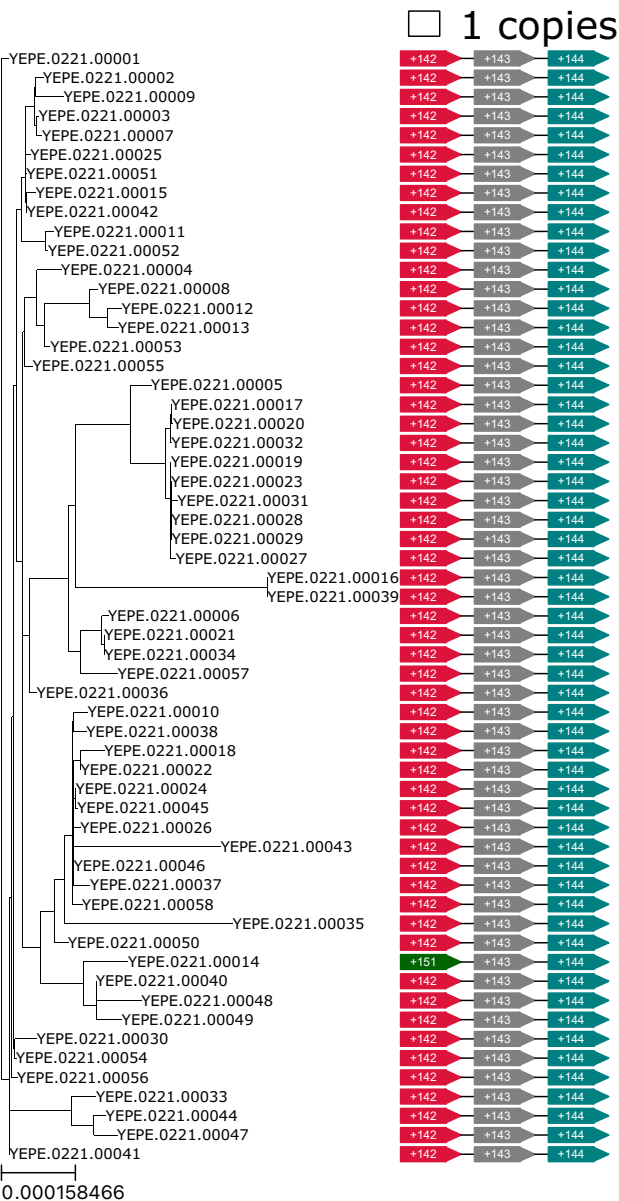 1 copies
YEPE.0221.00001 +142 +143 +144
YEPE.0221.00002 +142 +143 +144
YEPE.0221.00009 +142 +143 +144
YEPE.0221.00003 +142 +143 +144
YEPE.0221.00007 +142 +143 +144
YEPE.0221.00025 +142 +143 +144
YEPE.0221.00051 +142 +143 +144
YEPE.0221.00015 +142 +143 +144
YEPE.0221.00042 +142 +143 +144
YEPE.0221.00011 +142 +143 +144
YEPE.0221.00052 +142 +143 +144
YEPE.0221.00004 +142 +143 +144
YEPE.0221.00008 +142 +143 +144
YEPE.0221.00012 +142 +143 +144
YEPE.0221.00013 +142 +143 +144
YEPE.0221.00053 +142 +143 +144
YEPE.0221.00055 +142 +143 +144
YEPE.0221.00005 +142 +143 +144
YEPE.0221.00017 +142 +143 +144
YEPE.0221.00020 +142 +143 +144
YEPE.0221.00032 +142 +143 +144
YEPE.0221.00019 +142 +143 +144
YEPE.0221.00023 +142 +143 +144
YEPE.0221.00031 +142 +143 +144
YEPE.0221.00028 +142 +143 +144
YEPE.0221.00029 +142 +143 +144
YEPE.0221.00027 +142 +143 +144
YEPE.0221.00016 +142 +143 +144
YEPE.0221.00039 +142 +143 +144
YEPE.0221.00006 +142 +143 +144
YEPE.0221.00021 +142 +143 +144
YEPE.0221.00034 +142 +143 +144
YEPE.0221.00057 +142 +143 +144
YEPE.0221.00036 +142 +143 +144
YEPE.0221.00010 +142 +143 +144
YEPE.0221.00038 +142 +143 +144
YEPE.0221.00018 +142 +143 +144
YEPE.0221.00022 +142 +143 +144
YEPE.0221.00024 +142 +143 +144
YEPE.0221.00045 +142 +143 +144
YEPE.0221.00026 +142 +143 +144
YEPE.0221.00043 +142 +143 +144
YEPE.0221.00046 +142 +143 +144
YEPE.0221.00037 +142 +143 +144
YEPE.0221.00058 +142 +143 +144
YEPE.0221.00035 +142 +143 +144
YEPE.0221.00050 +142 +143 +144
YEPE.0221.00014 +151 +143 +144
YEPE.0221.00040 +142 +143 +144
YEPE.0221.00048 +142 +143 +144
YEPE.0221.00049 +142 +143 +144
YEPE.0221.00030 +142 +143 +144
YEPE.0221.00054 +142 +143 +144
YEPE.0221.00056 +142 +143 +144
YEPE.0221.00033 +142 +143 +144
YEPE.0221.00044 +142 +143 +144
YEPE.0221.00047 +142 +143 +144
YEPE.0221.00041 +142 +143 +144
0.000158466